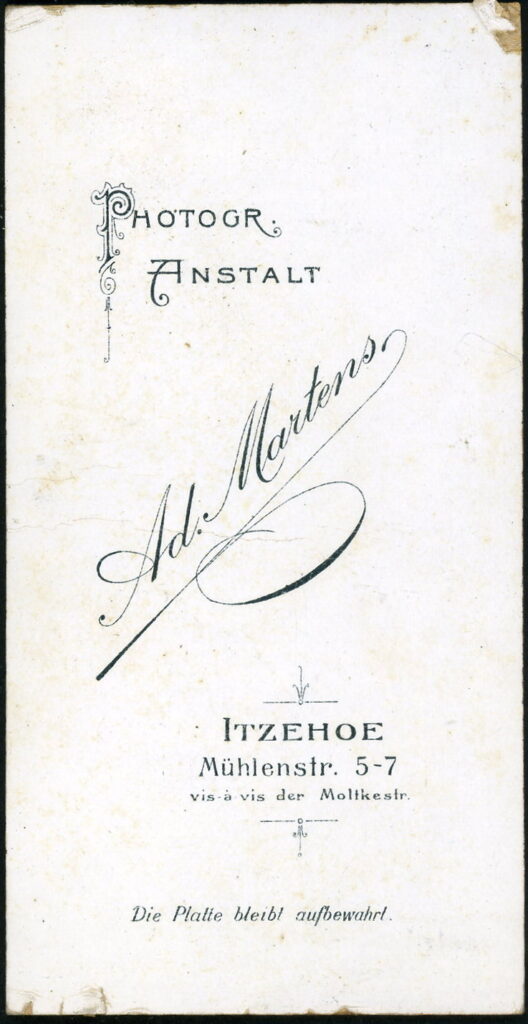 PHOTOGR.
ANSTALT
Ad. Martens.
ITZEHOE
Mühlenstr. 5-7
vis-à vis der Moltkestr.
Die Platte bleibt aufbewahrt.